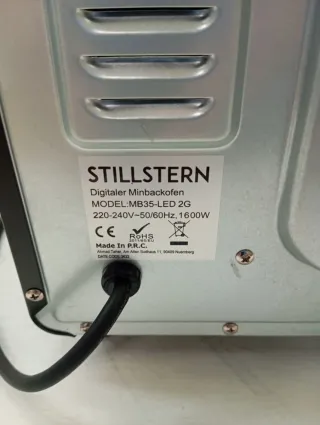 STILLSTERN
Digitaler Minbackofen
MODEL:MB35-LED 2G
220-240V~50/60Hz,1600W
CE
RoHS
Made In P.R.C.